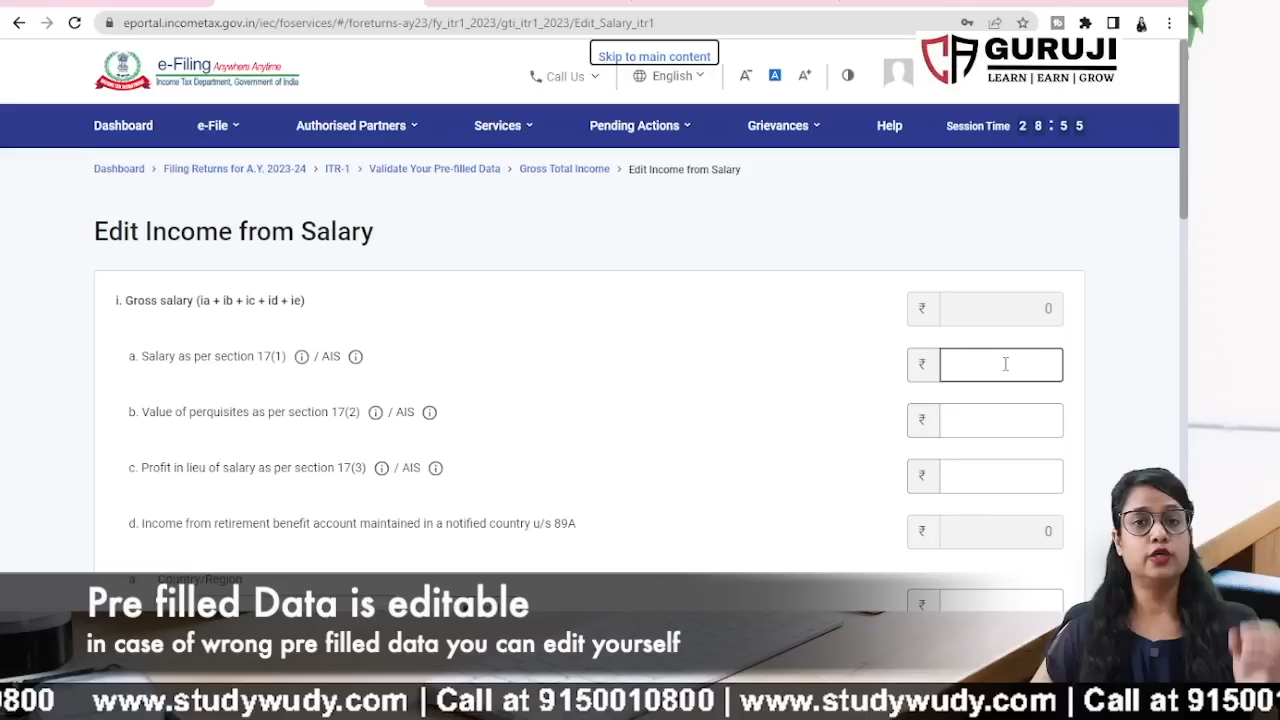 eportal.incometax.gov.in/iec/foservices/#/foreturns-ay23/fy_itr1_2023/gti_itr1_2023/Edit_Salary_itr1
Skip to main content
e-Filing Anywhere Anytime
Income Tax Department, Government of India
Call Us
English
A-
A
A+
CA GURUJI
LEARN | EARN | GROW
Dashboard e-File Authorised Partners Services Pending Actions Grievances Help Session Time 2 8 : 5 5
Dashboard > Filing Returns for A.Y. 2023-24 > ITR-1 > Validate Your Pre-filled Data > Gross Total Income > Edit Income from Salary
Edit Income from Salary
i. Gross salary (ia + ib + ic + id + ie) ₹ 0
a. Salary as per section 17(1) / AIS ₹
b. Value of perquisites as per section 17(2) / AIS ₹
c. Profit in lieu of salary as per section 17(3) / AIS ₹
d. Income from retirement benefit account maintained in a notified country u/s 89A ₹ 0
a. Country/Region ₹
Pre filled Data is editable
in case of wrong pre filled data you can edit yourself
0800 www.studywudy.com | Call at 9150010800 | www.studywudy.com | Call at 91500